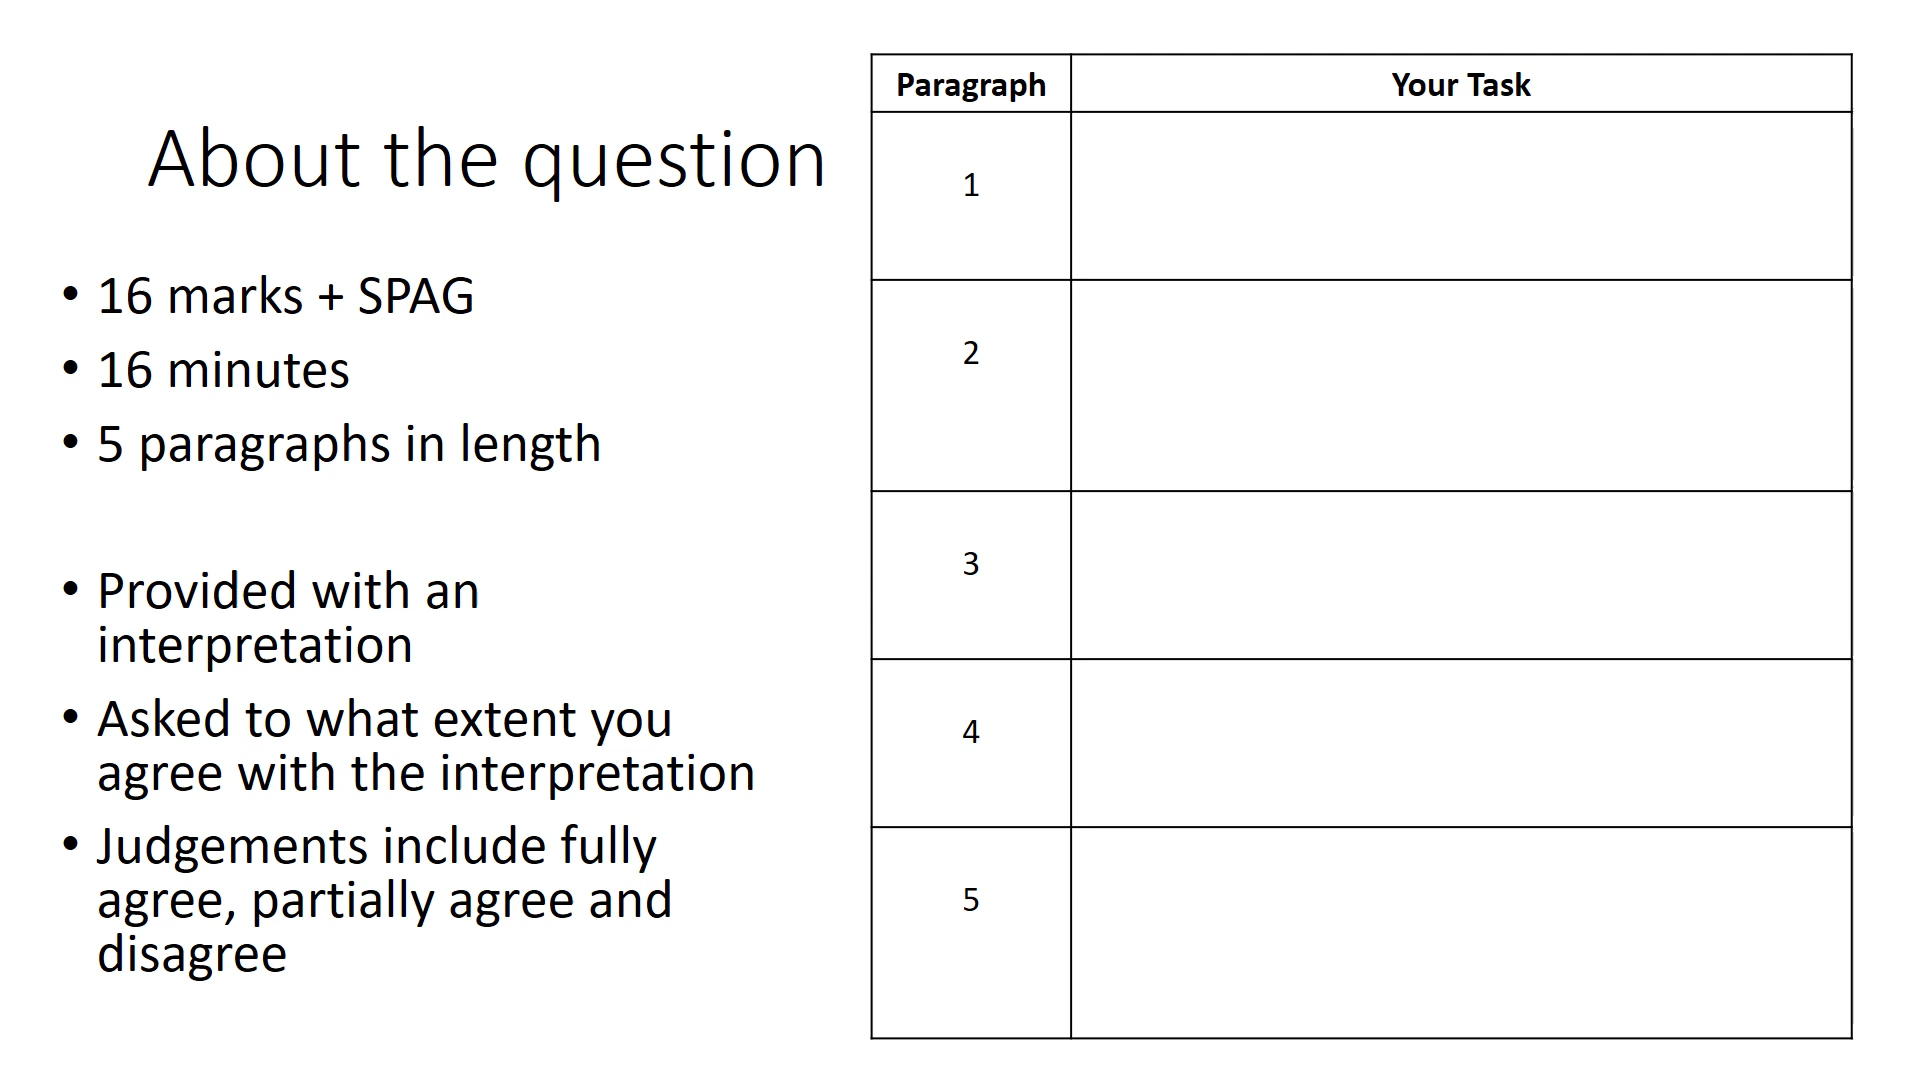 About the question
• 16 marks + SPAG
• 16 minutes
• 5 paragraphs in length
• Provided with an
interpretation
• Asked to what extent you
agree with the interpretation
• Judgements include fully
agree, partially agree and
disagree
Paragraph Your Task
1
2
3
4
5